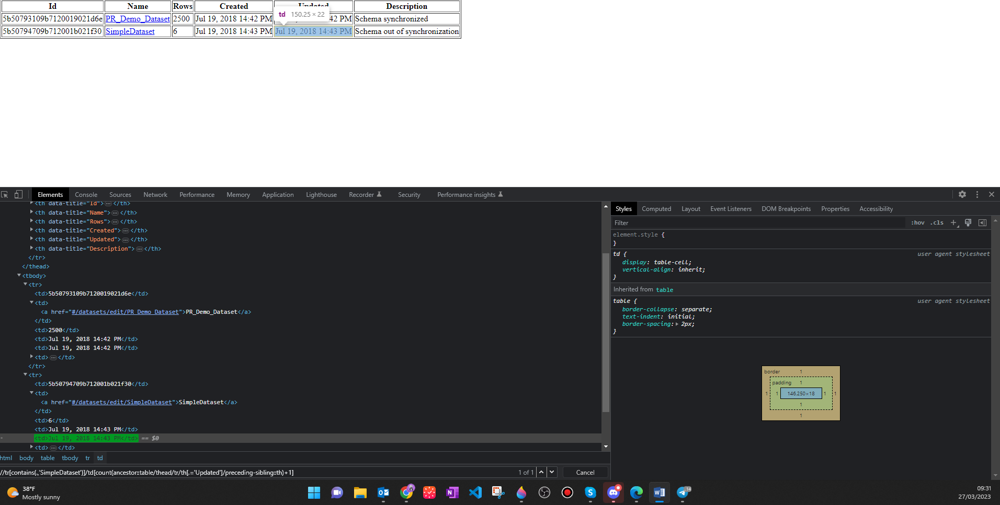 Id Name Rows Created Updated Description
td 150.25 × 22
5b50793109b7120019021d6e PR_Demo_Dataset 2500 Jul 19, 2018 14:42 PM 42 PM Schema synchronized
5b50794709b712001b021f30 SimpleDataset 6 Jul 19, 2018 14:43 PM Jul 19, 2018 14:43 PM Schema out of synchronization
Elements Console Sources Network Performance Memory Application Lighthouse Recorder Security Performance insights
<th data-title="Id">…</th>
<th data-title="Name">…</th>
<th data-title="Rows">…</th>
<th data-title="Created">…</th>
<th data-title="Updated">…</th>
<th data-title="Description">…</th>
</tr>
</thead>
<tbody>
<tr>
<td>5b50793109b7120019021d6e</td>
<td>
<a href="#/datasets/edit/PR_Demo_Dataset">PR_Demo_Dataset</a>
</td>
<td>2500</td>
<td>Jul 19, 2018 14:42 PM</td>
<td>Jul 19, 2018 14:42 PM</td>
<td>…</td>
</tr>
<tr>
<td>5b50794709b712001b021f30</td>
<td>
<a href="#/datasets/edit/SimpleDataset">SimpleDataset</a>
</td>
<td>6</td>
<td>Jul 19, 2018 14:43 PM</td>
<td>Jul 19, 2018 14:43 PM</td> == $0
<td>…</td>
html body table tbody tr td
//tr[contains(.,'SimpleDataset')]/td[count(ancestor::table/thead/tr/th[.='Updated']/preceding-sibling::th)+1] 1 of 1 Cancel
Styles Computed Layout Event Listeners DOM Breakpoints Properties Accessibility
Filter :hov .cls
element.style {
}
td { user agent stylesheet
display: table-cell;
vertical-align: inherit;
}
Inherited from table
table { user agent stylesheet
border-collapse: separate;
text-indent: initial;
border-spacing: 2px;
}
border 1
padding 1
1 1 146.250×18 1 1
1
1
38°F
Mostly sunny
14
09:31
27/03/2023